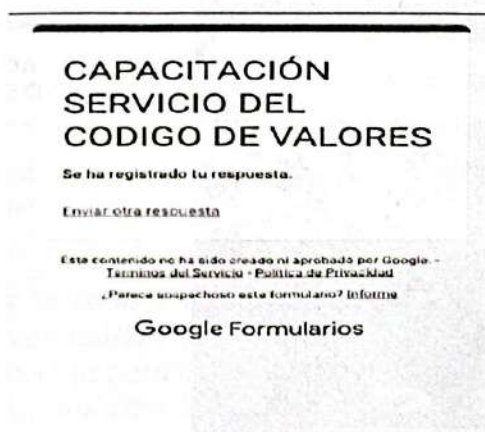 CAPACITACIÓN
SERVICIO DEL
CODIGO DE VALORES
Se ha registrado tu respuesta.
Enviar otra respuesta
Este contenido no ha sido creado ni aprobado por Google. -
Términos del Servicio - Política de Privacidad
¿Parece sospechoso este formulario? Informe
Google Formularios